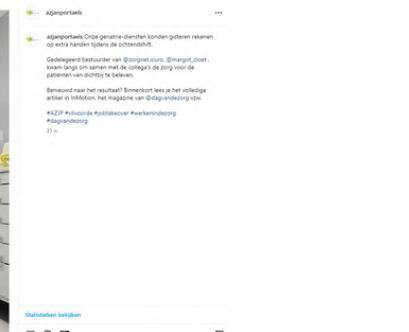 azjanportaels
azjanportaels Onze geriatrie-diensten konden gisteren rekenen
op extra handen tijdens de ochtendshift.
Gedelegeerd bestuurder van @zorgnet.icuro, @margot_cloet ,
kwam langs om samen met de collega's de zorg voor de
patiënten van dichtbij te beleven.
Benieuwd naar het resultaat? Binnenkort lees je het volledige
artikel in InMotion, het magazine van @dagvandezorg vzw.
#AZJP #vilvoorde #jobtakeover #werkenindezorg
#dagvandezorg
35 w.
Statistieken bekijken